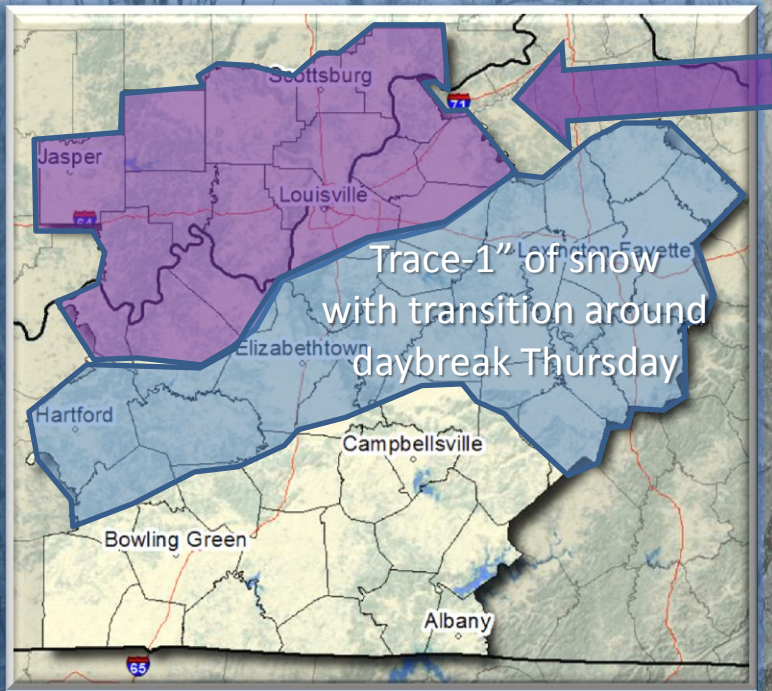 Scottsburg
71
Jasper
Louisville
64
Lexington-Fayette
Trace-1” of snow
with transition around
daybreak Thursday
Elizabethtown
Hartford
Campbellsville
Bowling Green
Albany
65